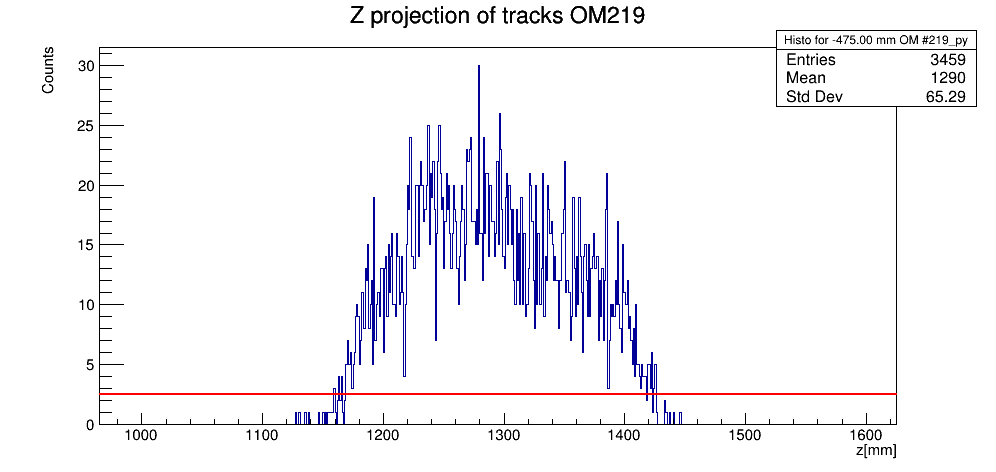 Z projection of tracks OM219
Histo for -475.00 mm OM #219_py
Entries 3459
Mean 1290
Std Dev 65.29
Counts
30
25
20
15
10
5
0
1000 1100 1200 1300 1400 1500 1600
z[mm]